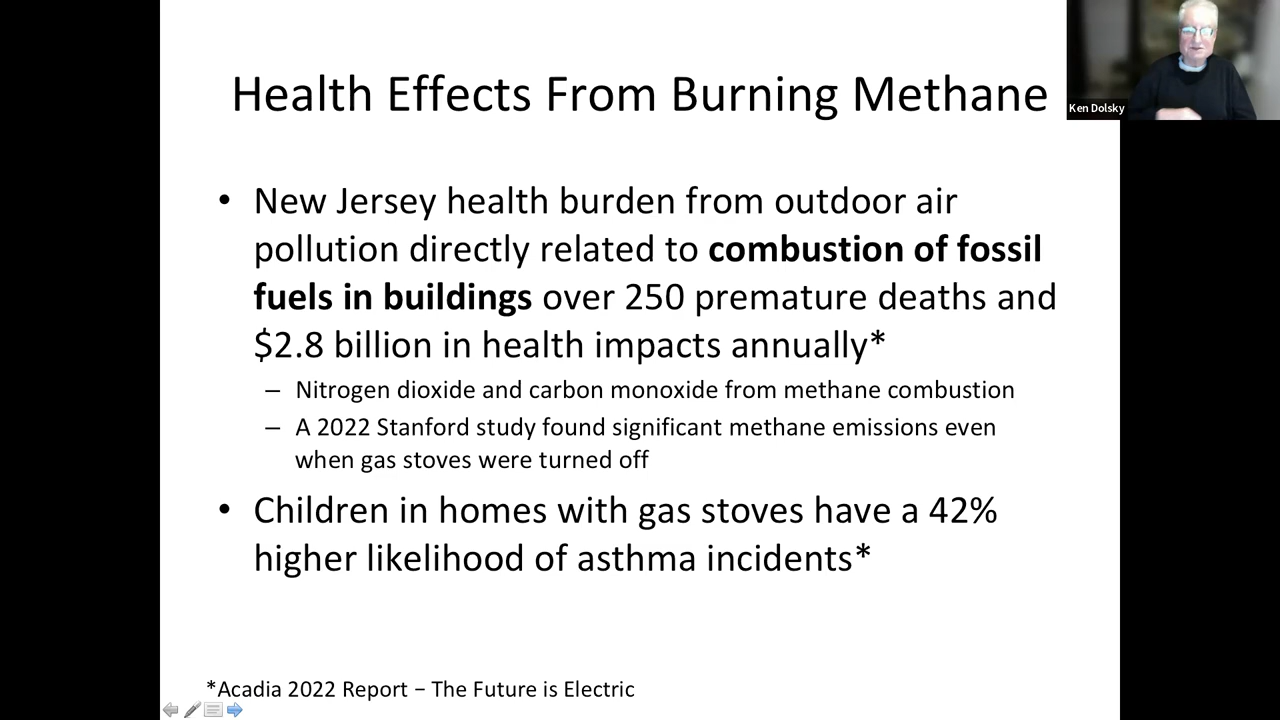 Health Effects From Burning Methane
Ken Dolsky
• New Jersey health burden from outdoor air
pollution directly related to combustion of fossil
fuels in buildings over 250 premature deaths and
$2.8 billion in health impacts annually*
– Nitrogen dioxide and carbon monoxide from methane combustion
– A 2022 Stanford study found significant methane emissions even
when gas stoves were turned off
• Children in homes with gas stoves have a 42%
higher likelihood of asthma incidents*
*Acadia 2022 Report – The Future is Electric